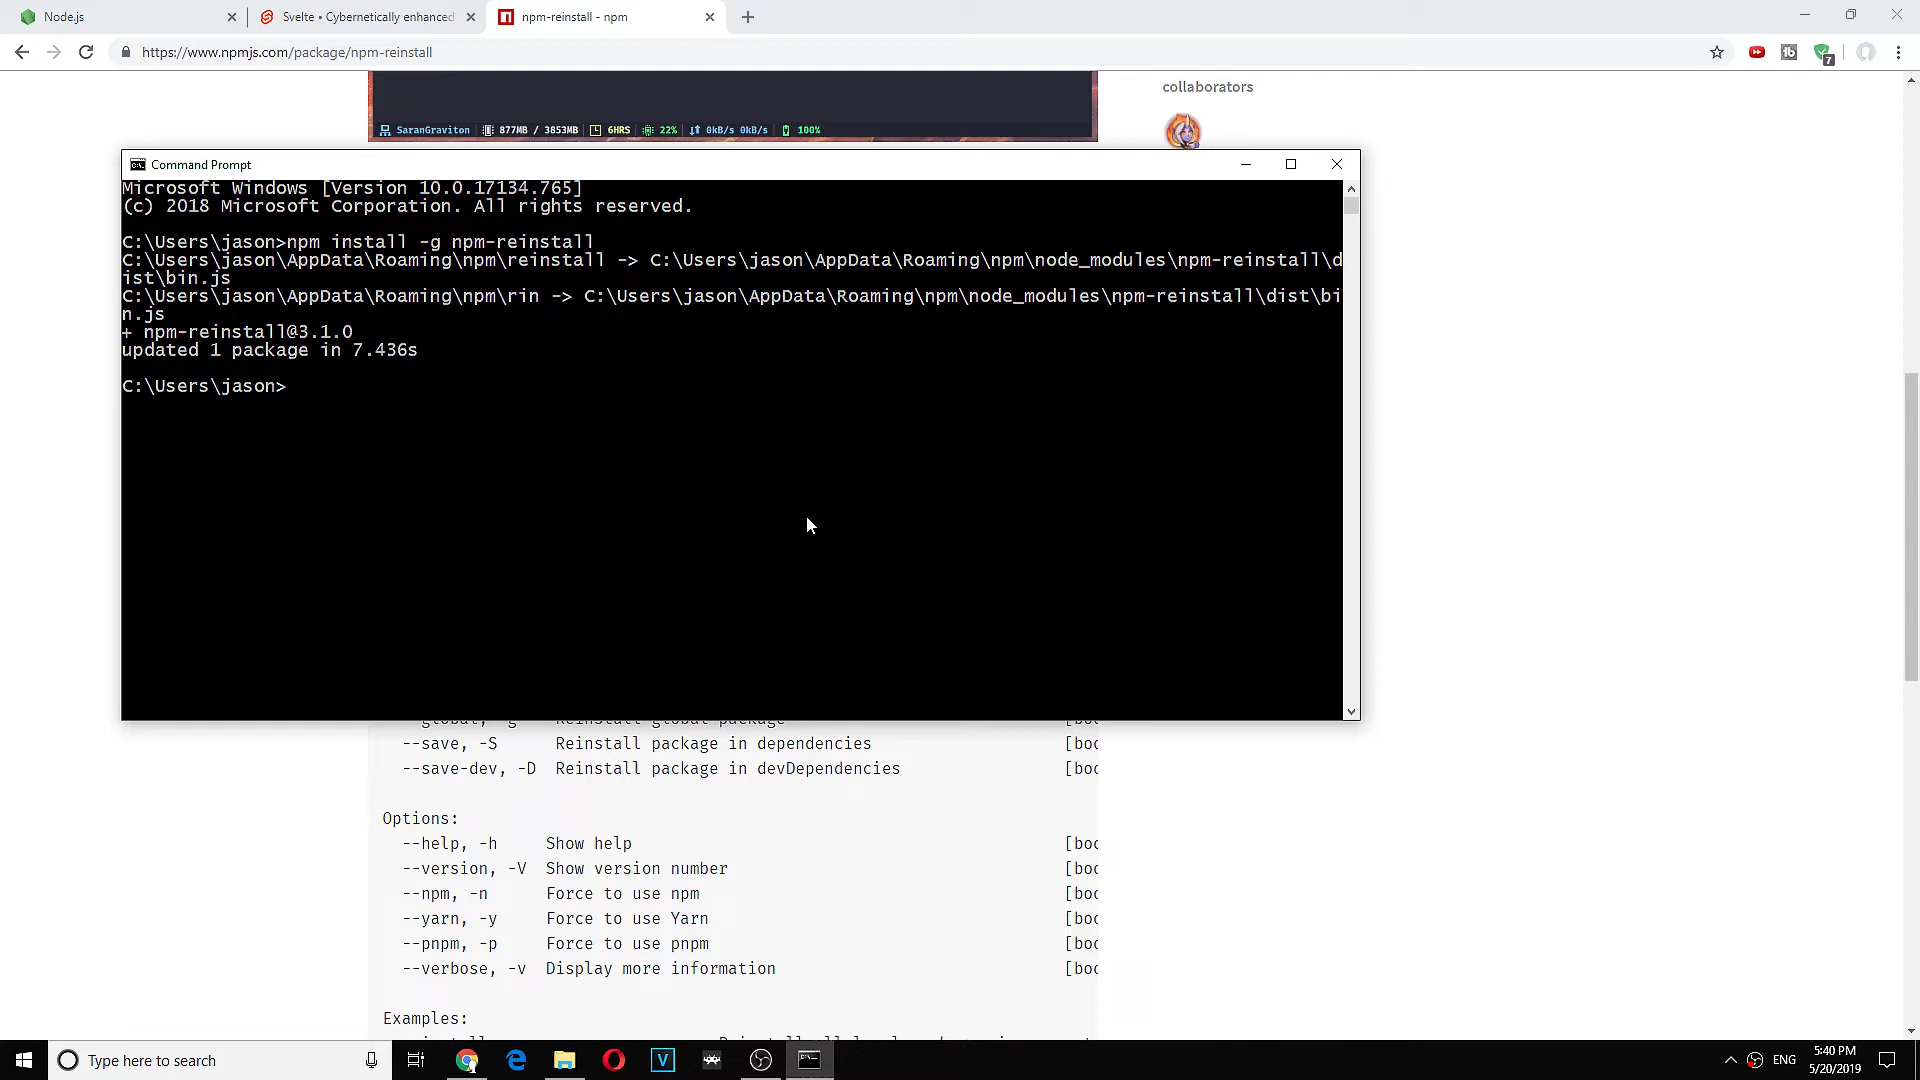 Node.js
Svelte • Cybernetically enhanced
npm-reinstall - npm
https://www.npmjs.com/package/npm-reinstall
7
collaborators
SaranGraviton 877MB / 3853MB 6HRS 22% 0kB/s 0kB/s 100%
Command Prompt
Microsoft Windows [Version 10.0.17134.765]
(c) 2018 Microsoft Corporation. All rights reserved.
C:\Users\jason>npm install -g npm-reinstall
C:\Users\jason\AppData\Roaming\npm\reinstall -> C:\Users\jason\AppData\Roaming\npm\node_modules\npm-reinstall\d
ist\bin.js
C:\Users\jason\AppData\Roaming\npm\rin -> C:\Users\jason\AppData\Roaming\npm\node_modules\npm-reinstall\dist\bi
n.js
+ npm-reinstall@3.1.0
updated 1 package in 7.436s
C:\Users\jason>
--save, -S Reinstall package in dependencies [boo
--save-dev, -D Reinstall package in devDependencies [boo
Options:
--help, -h Show help [boo
--version, -V Show version number [boo
--npm, -n Force to use npm [boo
--yarn, -y Force to use Yarn [boo
--pnpm, -p Force to use pnpm [boo
--verbose, -v Display more information [boo
Examples:
Type here to search
ENG
5:40 PM
5/20/2019